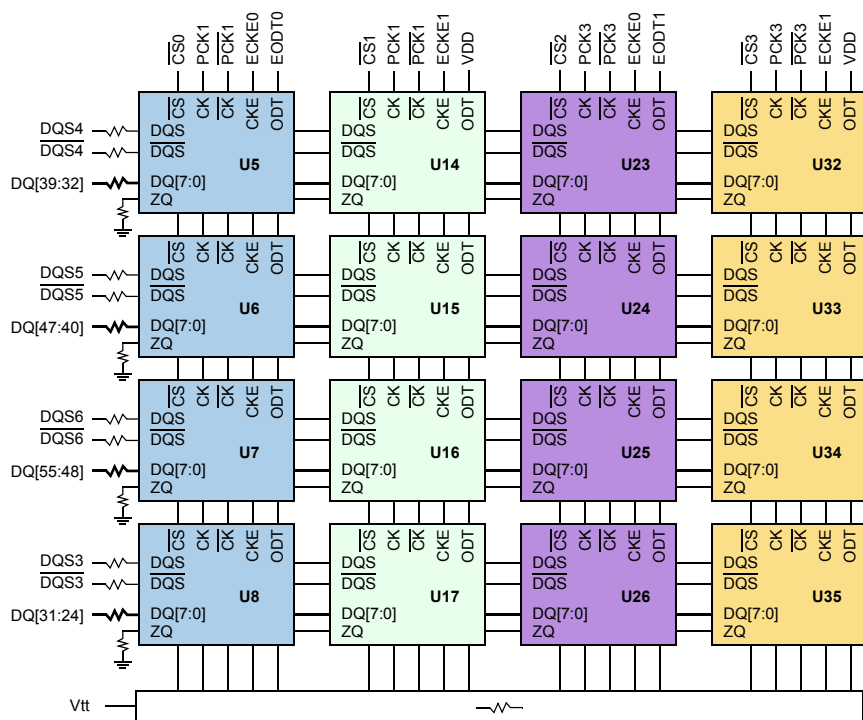 CS0 PCK1 PCK1 ECKE0 EODT0 CS1 PCK1 PCK1 ECKE1 VDD CS2 PCK3 PCK3 ECKE0 EODT1 CS3 PCK3 PCK3 ECKE1 VDD
CS CK CK CKE ODT CS CK CK CKE ODT CS CK CK CKE ODT CS CK CK CKE ODT
DQS4 DQS DQS DQS DQS
DQS4 DQS DQS DQS DQS
U5 U14 U23 U32
DQ[39:32] DQ[7:0] DQ[7:0] DQ[7:0] DQ[7:0]
ZQ ZQ ZQ ZQ
CS CK CK CKE ODT CS CK CK CKE ODT CS CK CK CKE ODT CS CK CK CKE ODT
DQS5 DQS DQS DQS DQS
DQS5 DQS DQS DQS DQS
U6 U15 U24 U33
DQ[47:40] DQ[7:0] DQ[7:0] DQ[7:0] DQ[7:0]
ZQ ZQ ZQ ZQ
CS CK CK CKE ODT CS CK CK CKE ODT CS CK CK CKE ODT CS CK CK CKE ODT
DQS6 DQS DQS DQS DQS
DQS6 DQS DQS DQS DQS
U7 U16 U25 U34
DQ[55:48] DQ[7:0] DQ[7:0] DQ[7:0] DQ[7:0]
ZQ ZQ ZQ ZQ
CS CK CK CKE ODT CS CK CK CKE ODT CS CK CK CKE ODT CS CK CK CKE ODT
DQS3 DQS DQS DQS DQS
DQS3 DQS DQS DQS DQS
U8 U17 U26 U35
DQ[31:24] DQ[7:0] DQ[7:0] DQ[7:0] DQ[7:0]
ZQ ZQ ZQ ZQ
Vtt